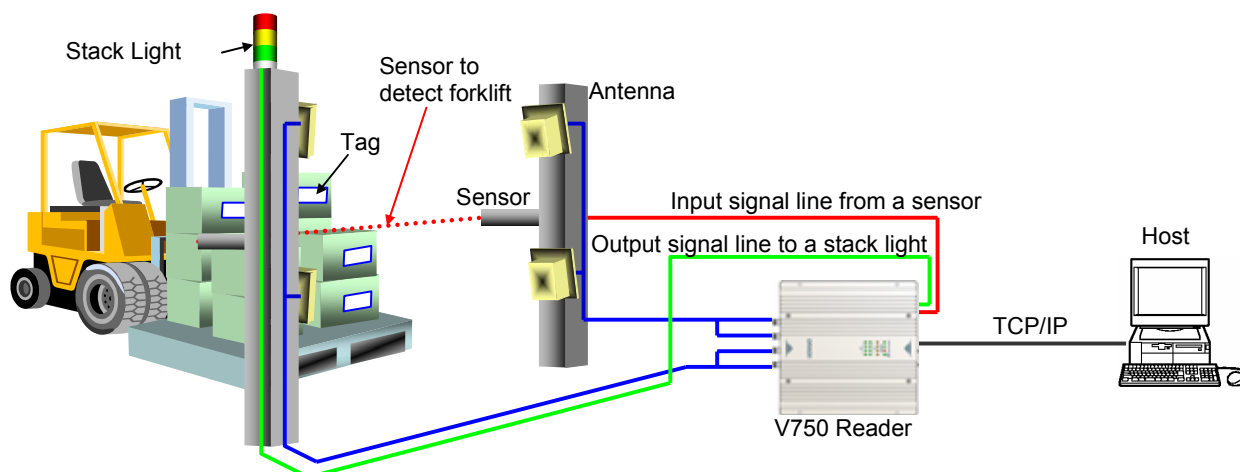 Stack Light
Sensor to
detect forklift
Antenna
Tag
Sensor
Input signal line from a sensor
Output signal line to a stack light
Host
TCP/IP
V750 Reader